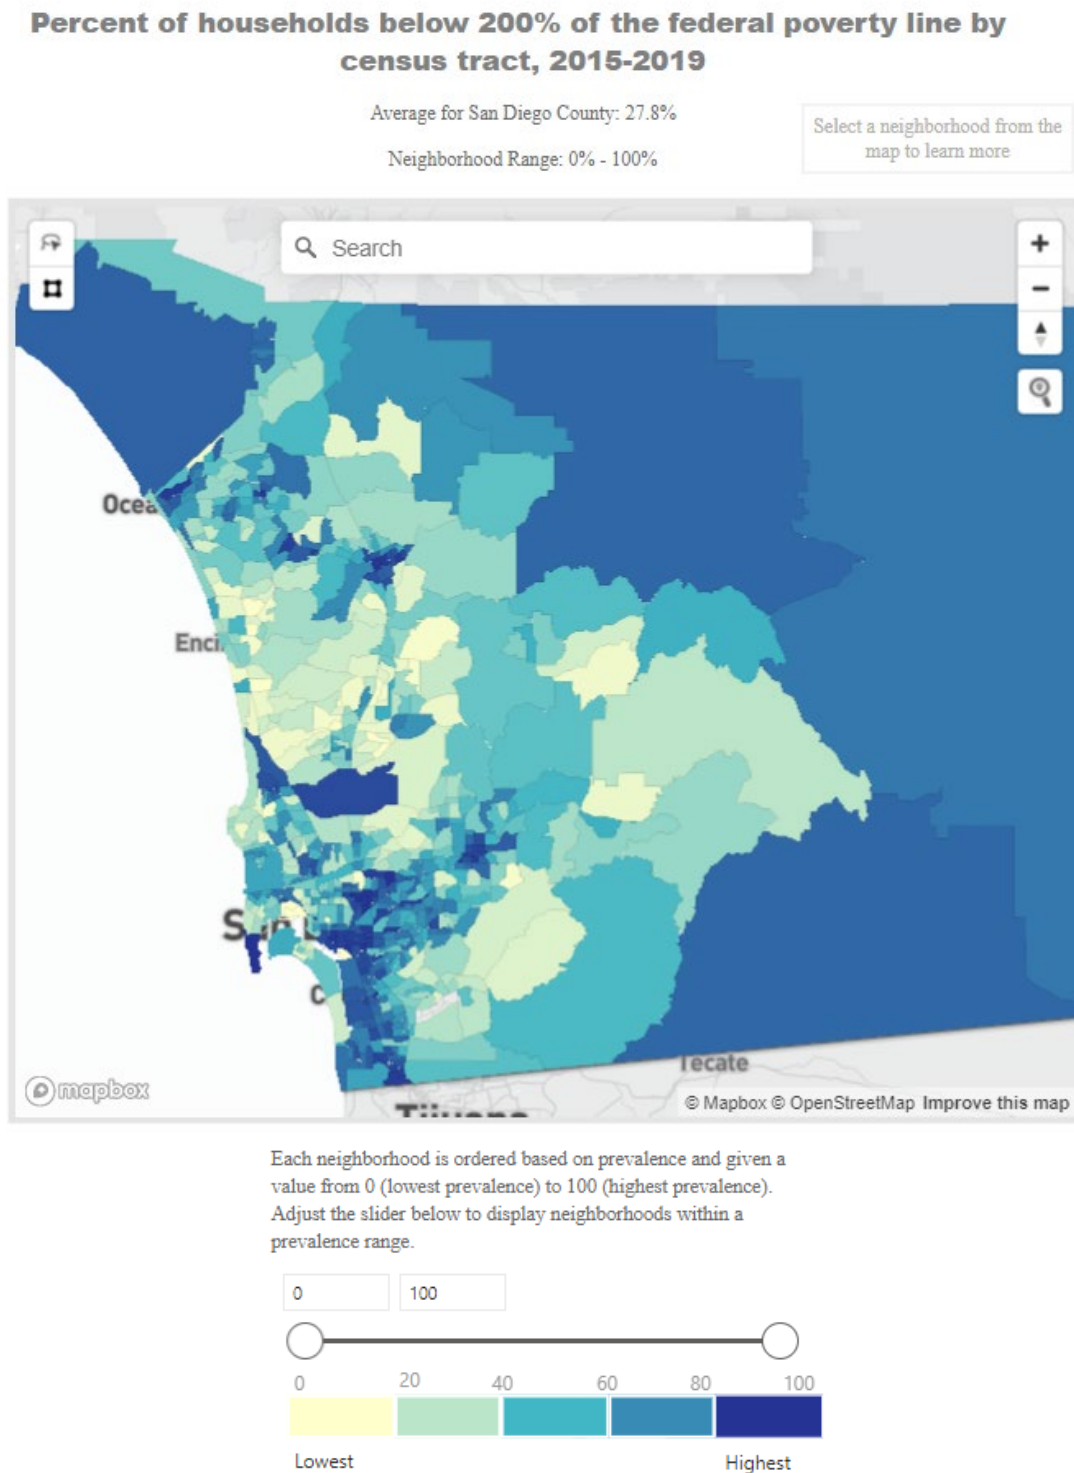 Percent of households below 200% of the federal poverty line by
census tract, 2015-2019
Average for San Diego County: 27.8%
Neighborhood Range: 0% - 100%
Select a neighborhood from the
map to learn more
Search
Ocea
Enci
San
C
Tecate
Tijuana
mapbox
© Mapbox © OpenStreetMap Improve this map
Each neighborhood is ordered based on prevalence and given a
value from 0 (lowest prevalence) to 100 (highest prevalence).
Adjust the slider below to display neighborhoods within a
prevalence range.
0 100
0 20 40 60 80 100
Lowest Highest